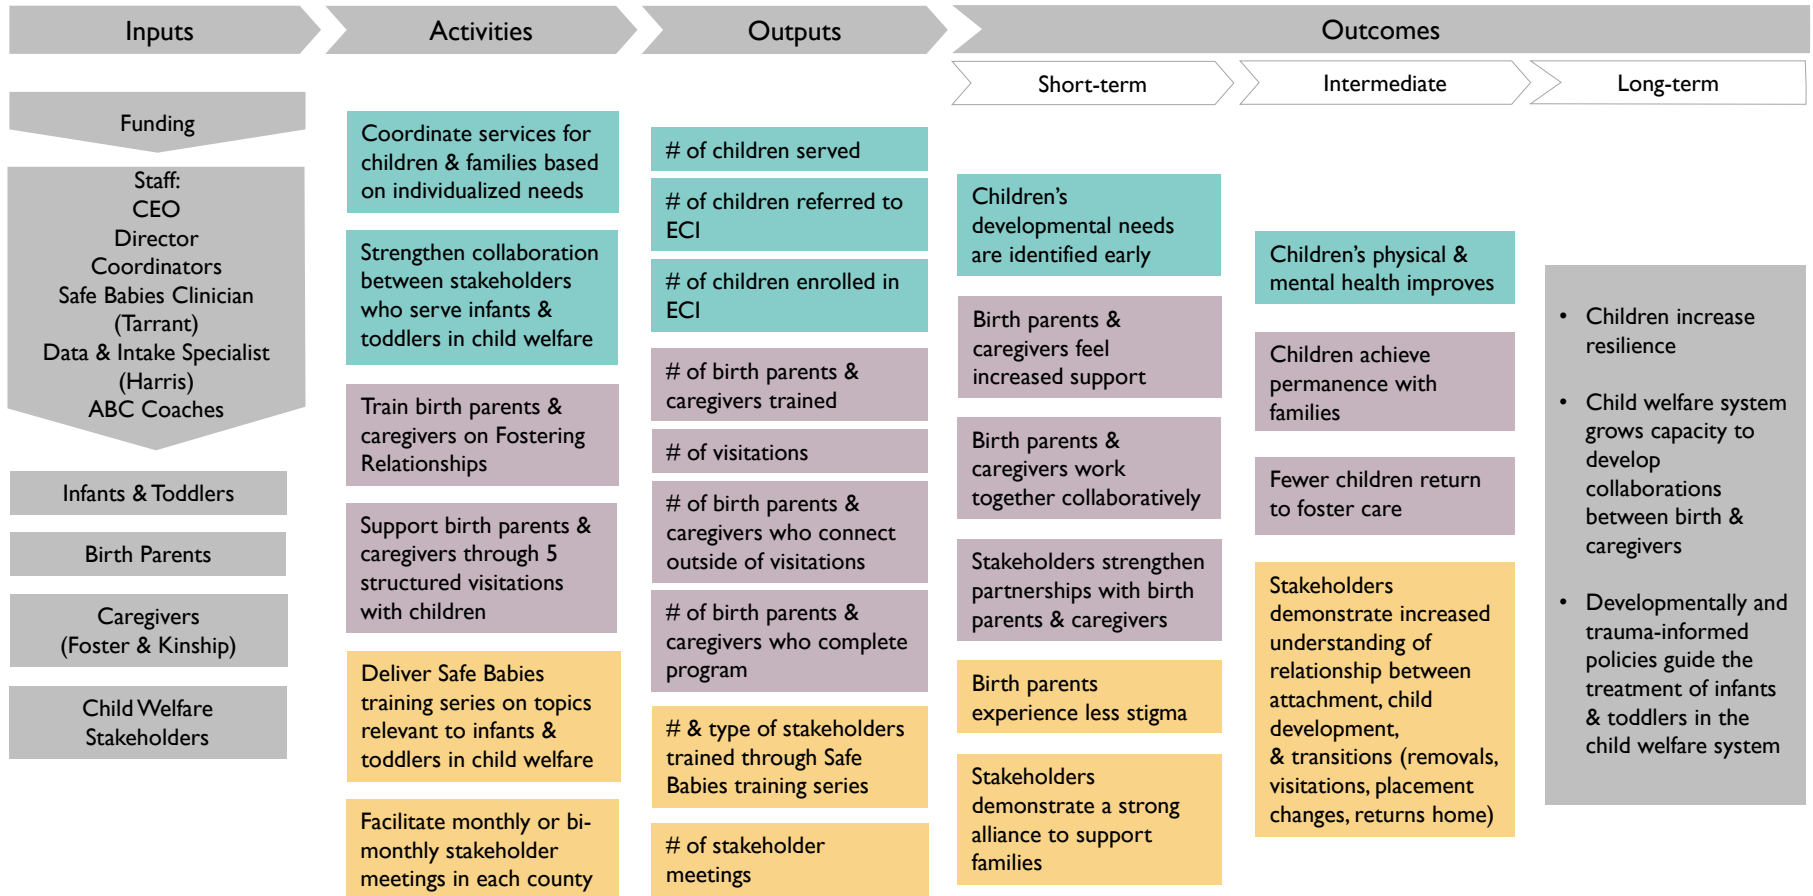 Inputs
Activities
Outputs
Outcomes
Short-term
Intermediate
Long-term
Funding
Staff:
CEO
Director
Coordinators
Safe Babies Clinician
(Tarrant)
Data & Intake Specialist
(Harris)
ABC Coaches
Infants & Toddlers
Birth Parents
Caregivers
(Foster & Kinship)
Child Welfare
Stakeholders
Coordinate services for
children & families based
on individualized needs
Strengthen collaboration
between stakeholders
who serve infants &
toddlers in child welfare
Train birth parents &
caregivers on Fostering
Relationships
Support birth parents &
caregivers through 5
structured visitations
with children
Deliver Safe Babies
training series on topics
relevant to infants &
toddlers in child welfare
Facilitate monthly or bi-
monthly stakeholder
meetings in each county
# of children served
# of children referred to
ECI
# of children enrolled in
ECI
# of birth parents &
caregivers trained
# of visitations
# of birth parents &
caregivers who connect
outside of visitations
# of birth parents &
caregivers who complete
program
# & type of stakeholders
trained through Safe
Babies training series
# of stakeholder
meetings
Children's
developmental needs
are identified early
Birth parents &
caregivers feel
increased support
Birth parents &
caregivers work
together collaboratively
Stakeholders strengthen
partnerships with birth
parents & caregivers
Birth parents
experience less stigma
Stakeholders
demonstrate a strong
alliance to support
families
Children's physical &
mental health improves
Children achieve
permanence with
families
Fewer children return
to foster care
Stakeholders
demonstrate increased
understanding of
relationship between
attachment, child
development,
& transitions (removals,
visitations, placement
changes, returns home)
• Children increase
resilience
• Child welfare system
grows capacity to
develop
collaborations
between birth &
caregivers
• Developmentally and
trauma-informed
policies guide the
treatment of infants
& toddlers in the
child welfare system